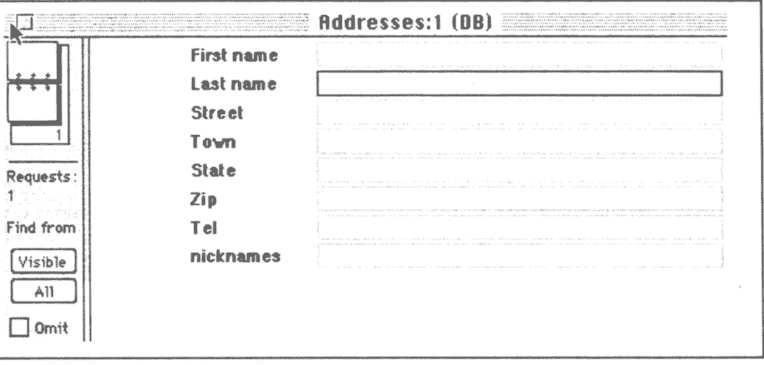 Addresses:1 (DB)
1
Requests:
1
Find from
Visible
All
Omit
First name
Last name
Street
Town
State
Zip
Tel
nicknames